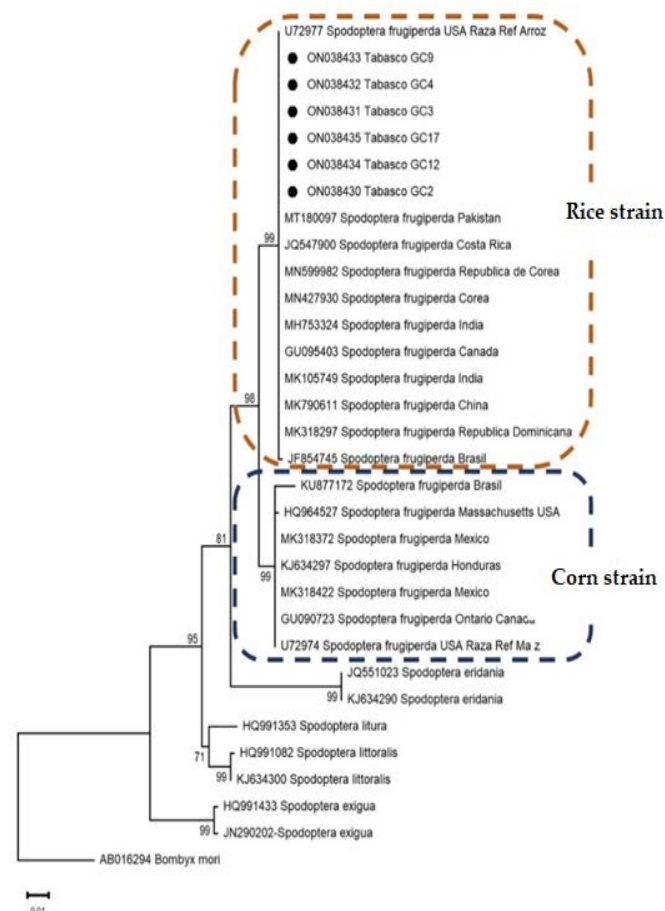 U72977 Spodoptera frugiperda USA Raza Ref Arroz
ON038433 Tabasco GC9
ON038432 Tabasco GC4
ON038431 Tabasco GC3
ON038435 Tabasco GC17
ON038434 Tabasco GC12
ON038430 Tabasco GC2
Rice strain
MT180097 Spodoptera frugiperda Pakistan
99
JQ547900 Spodoptera frugiperda Costa Rica
MN599982 Spodoptera frugiperda Republica de Corea
MN427930 Spodoptera frugiperda Corea
MH753324 Spodoptera frugiperda India
GU095403 Spodoptera frugiperda Canada
MK105749 Spodoptera frugiperda India
98
MK790611 Spodoptera frugiperda China
MK318297 Spodoptera frugiperda Republica Dominicana
JF854745 Spodoptera frugiperda Brasil
KU877172 Spodoptera frugiperda Brasil
HQ964527 Spodoptera frugiperda Massachusetts USA
81
MK318372 Spodoptera frugiperda Mexico
KJ634297 Spodoptera frugiperda Honduras
99
Corn strain
MK318422 Spodoptera frugiperda Mexico
GU090723 Spodoptera frugiperda Ontario Canada
95
U72974 Spodoptera frugiperda USA Raza Ref Ma z
JQ551023 Spodoptera eridania
99
KJ634290 Spodoptera eridania
HQ991353 Spodoptera litura
71
HQ991082 Spodoptera littoralis
99
KJ634300 Spodoptera littoralis
HQ991433 Spodoptera exigua
99
JN290202-Spodoptera exigua
AB016294 Bombyx mori